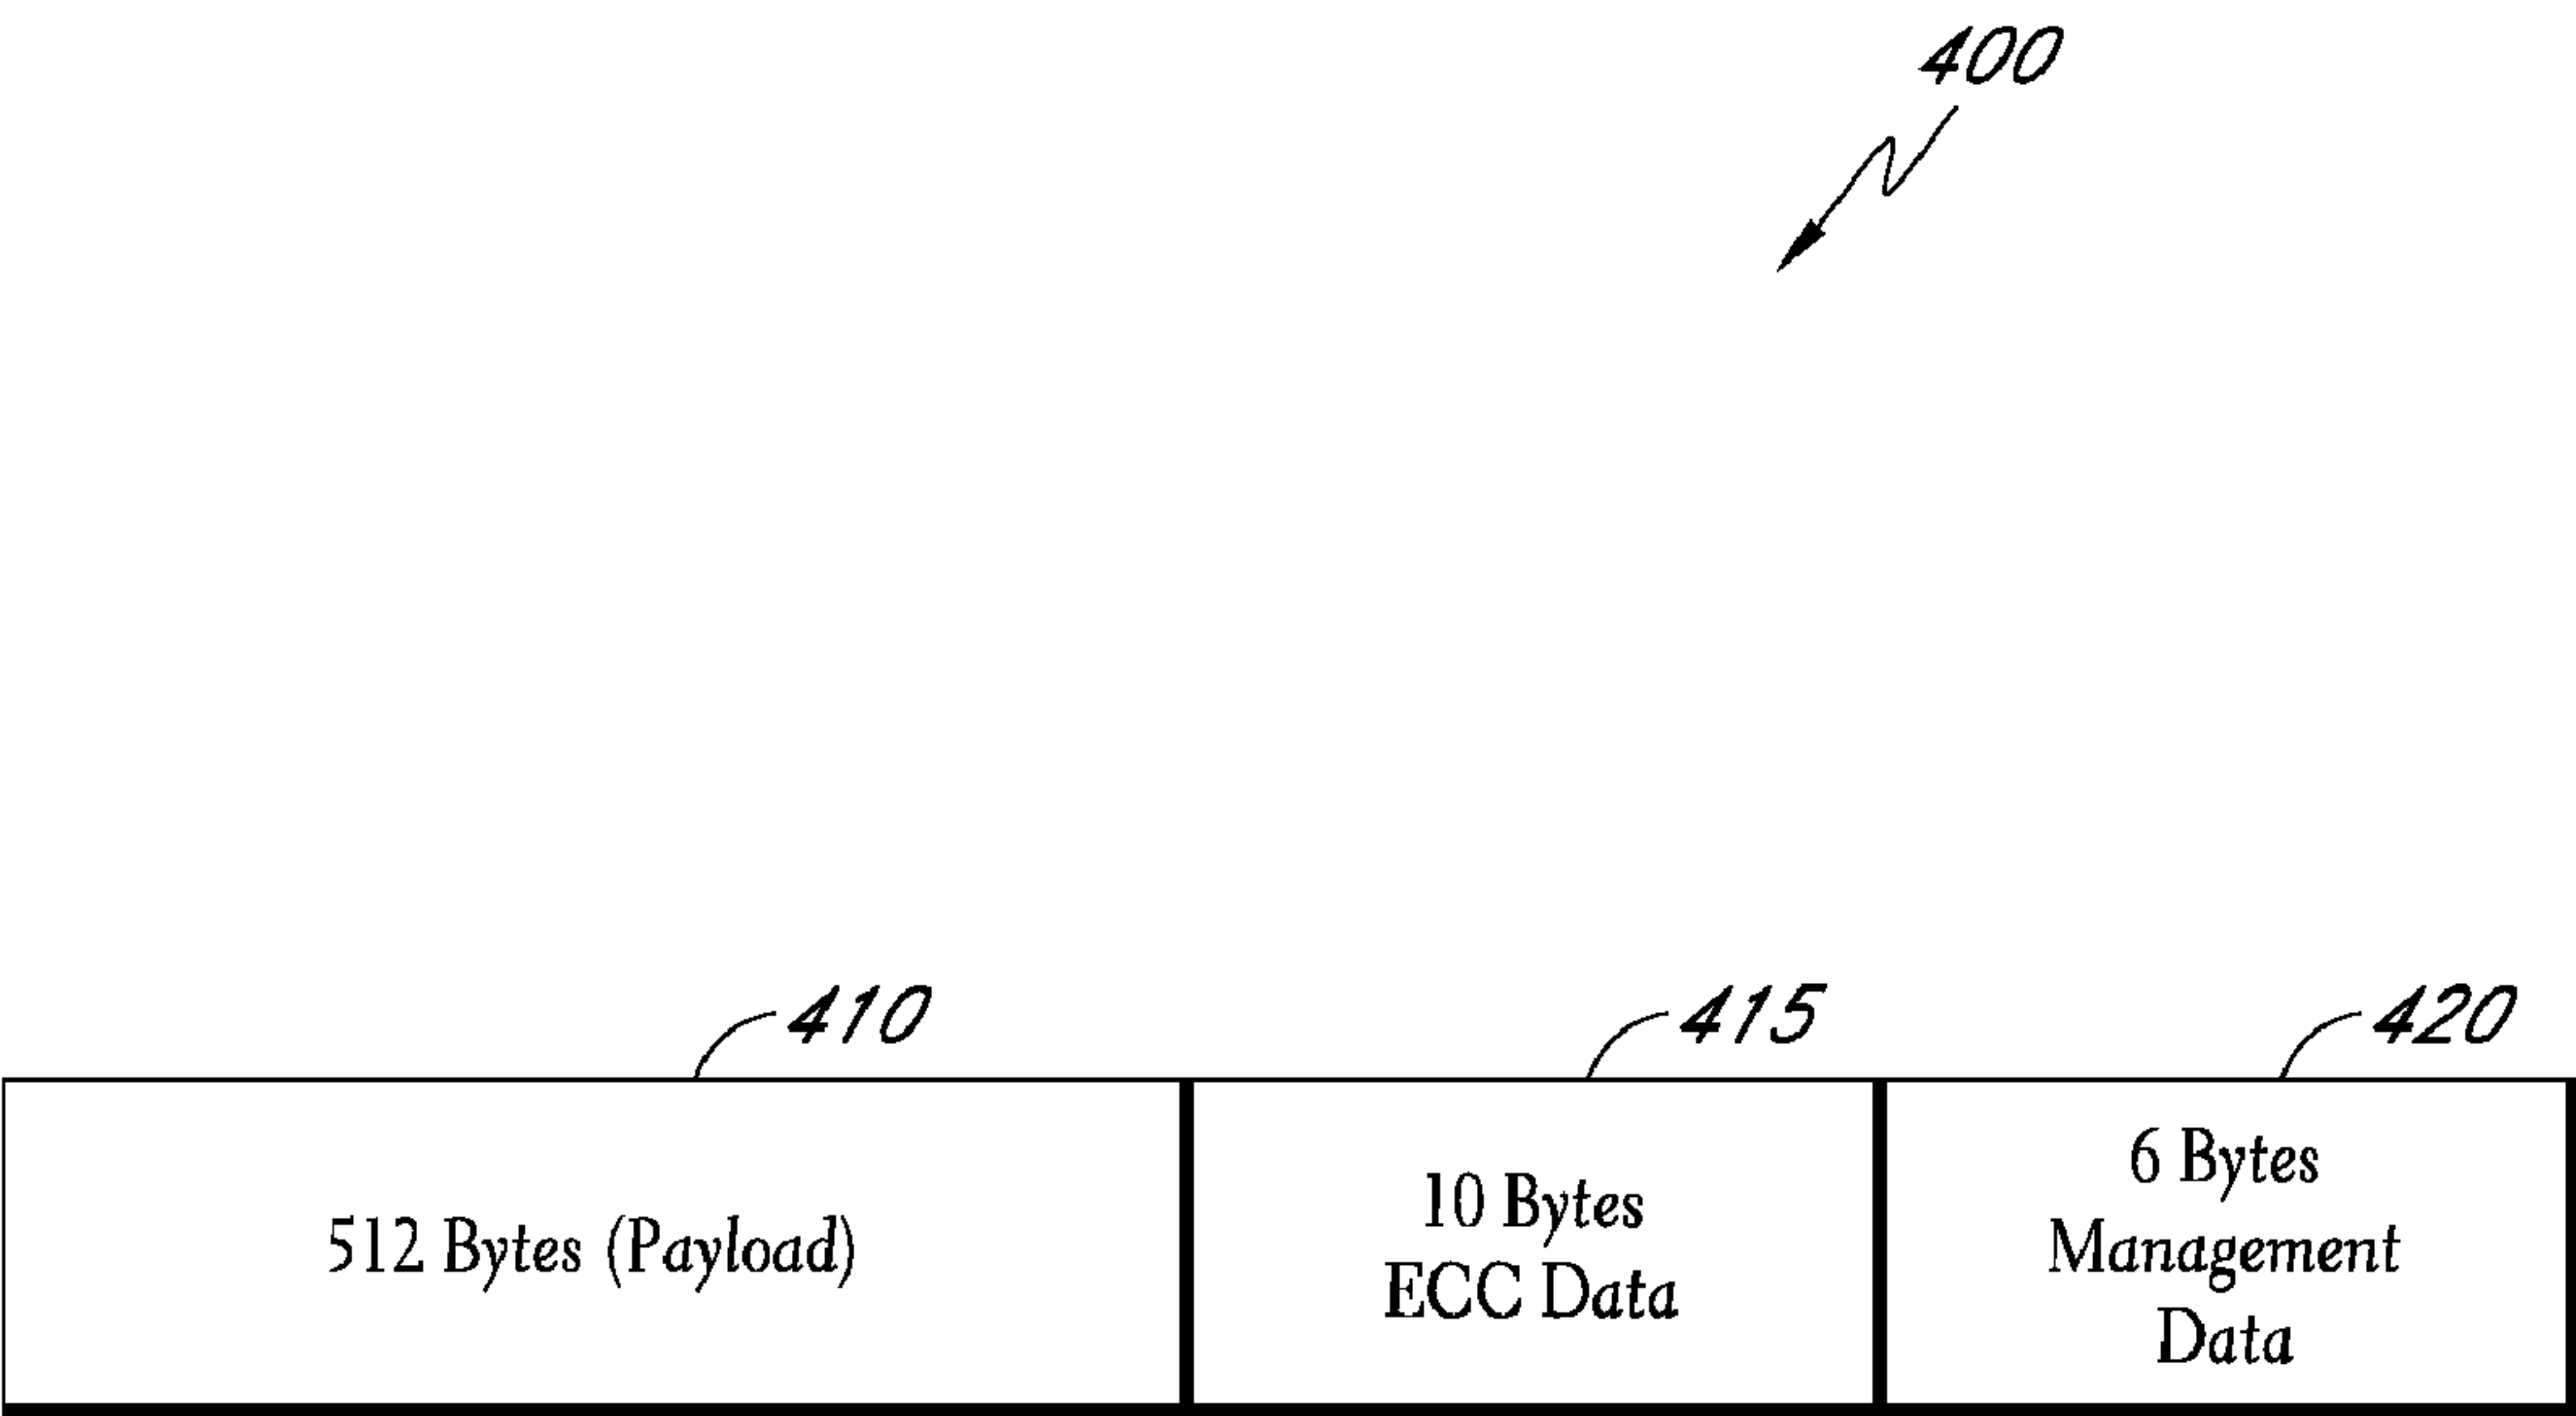 400
410
415
420
512 Bytes (Payload)
10 Bytes
ECC Data
6 Bytes
Management
Data